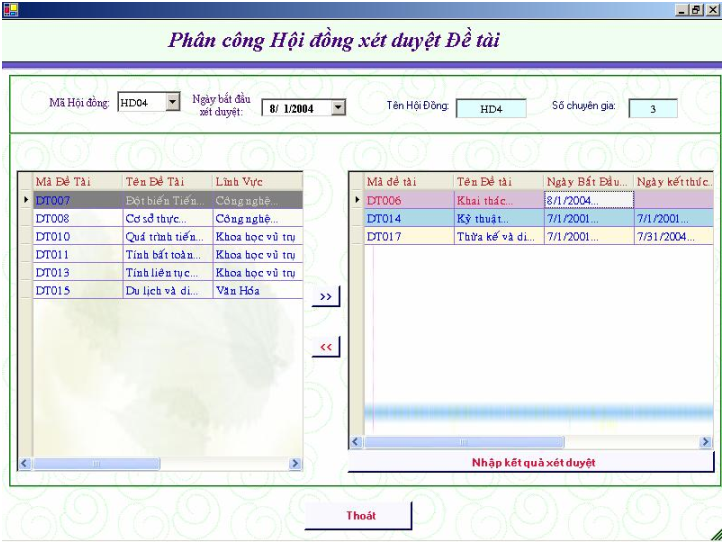 Phân công Hội đồng xét duyệt Đề tài
Mã Hội đồng: HD04 Ngày bắt đầu xét duyệt: 8/ 1/2004 Tên Hội Đồng: HD4 Số chuyên gia: 3
Mã Đề Tài Tên Đề Tài Lĩnh Vực
DT007 Đột biến Tiến... Công nghệ...
DT008 Cơ sở thực... Công nghệ...
DT010 Quá trình tiến... Khoa học vũ trụ
DT011 Tính bất toàn... Khoa học vũ trụ
DT013 Tính liên tục... Khoa học vũ trụ
DT015 Du lịch và di... Văn Hóa
>>
<<
Mã đề tài Tên Đề tài Ngày Bắt Đầu... Ngày kết thúc...
DT006 Khai thác... 8/1/2004...
DT014 Kỹ thuật... 7/1/2001... 7/1/2001...
DT017 Thừa kế và di... 7/1/2001... 7/31/2004...
Nhập kết quả xét duyệt
Thoát